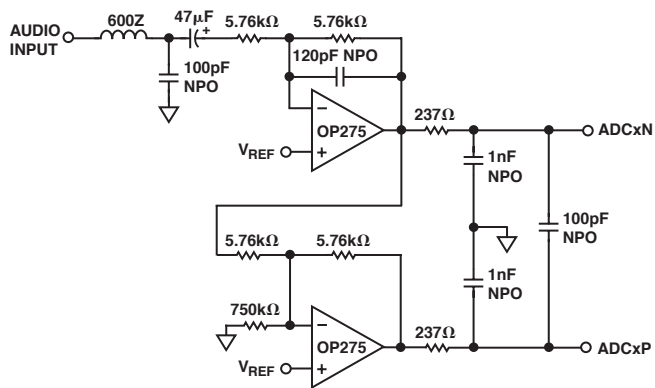 AUDIO
INPUT
600Z
100pF
NPO
47µF
+
5.76kΩ
5.76kΩ
120pF NPO
−
OP275
+
VREF
237Ω
ADCxN
1nF
NPO
100pF
NPO
1nF
NPO
5.76kΩ
5.76kΩ
750kΩ
−
OP275
+
VREF
237Ω
ADCxP